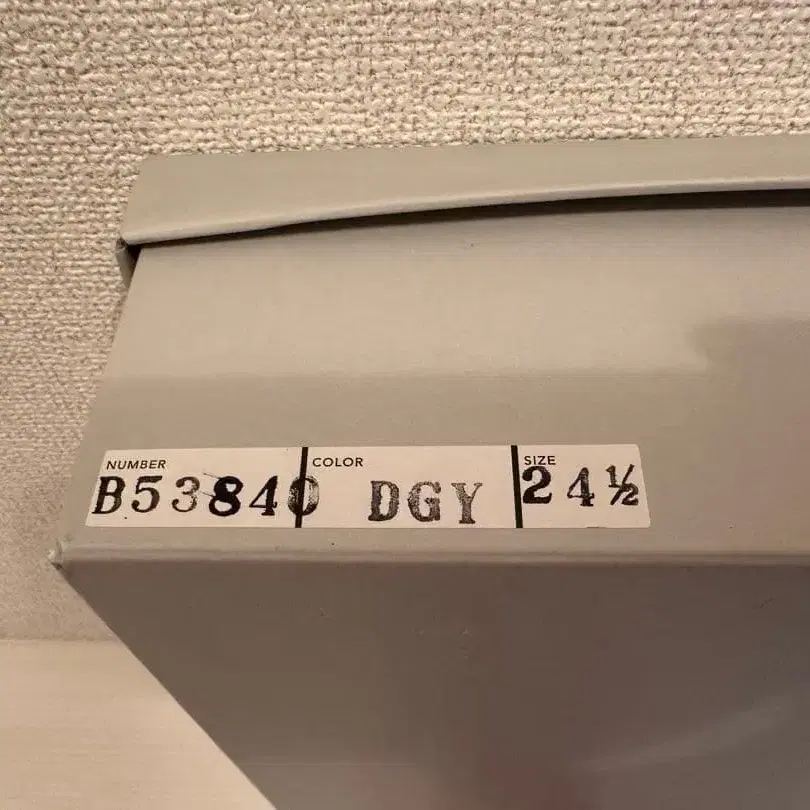 NUMBER COLOR SIZE
B53840 DGY 24½